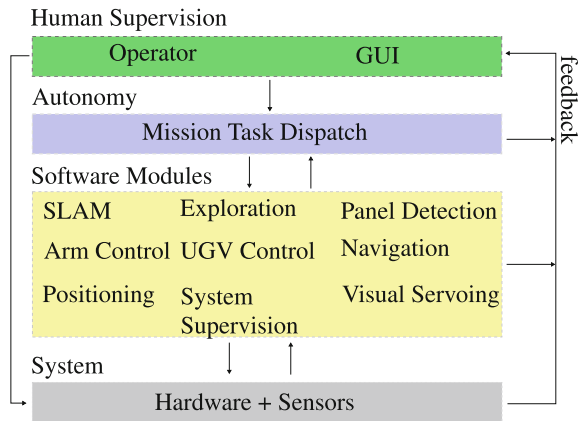 Human Supervision
Operator GUI
feedback
Autonomy
Mission Task Dispatch
Software Modules
SLAM Exploration Panel Detection
Arm Control UGV Control Navigation
Positioning System Visual Servoing
Supervision
System
Hardware + Sensors